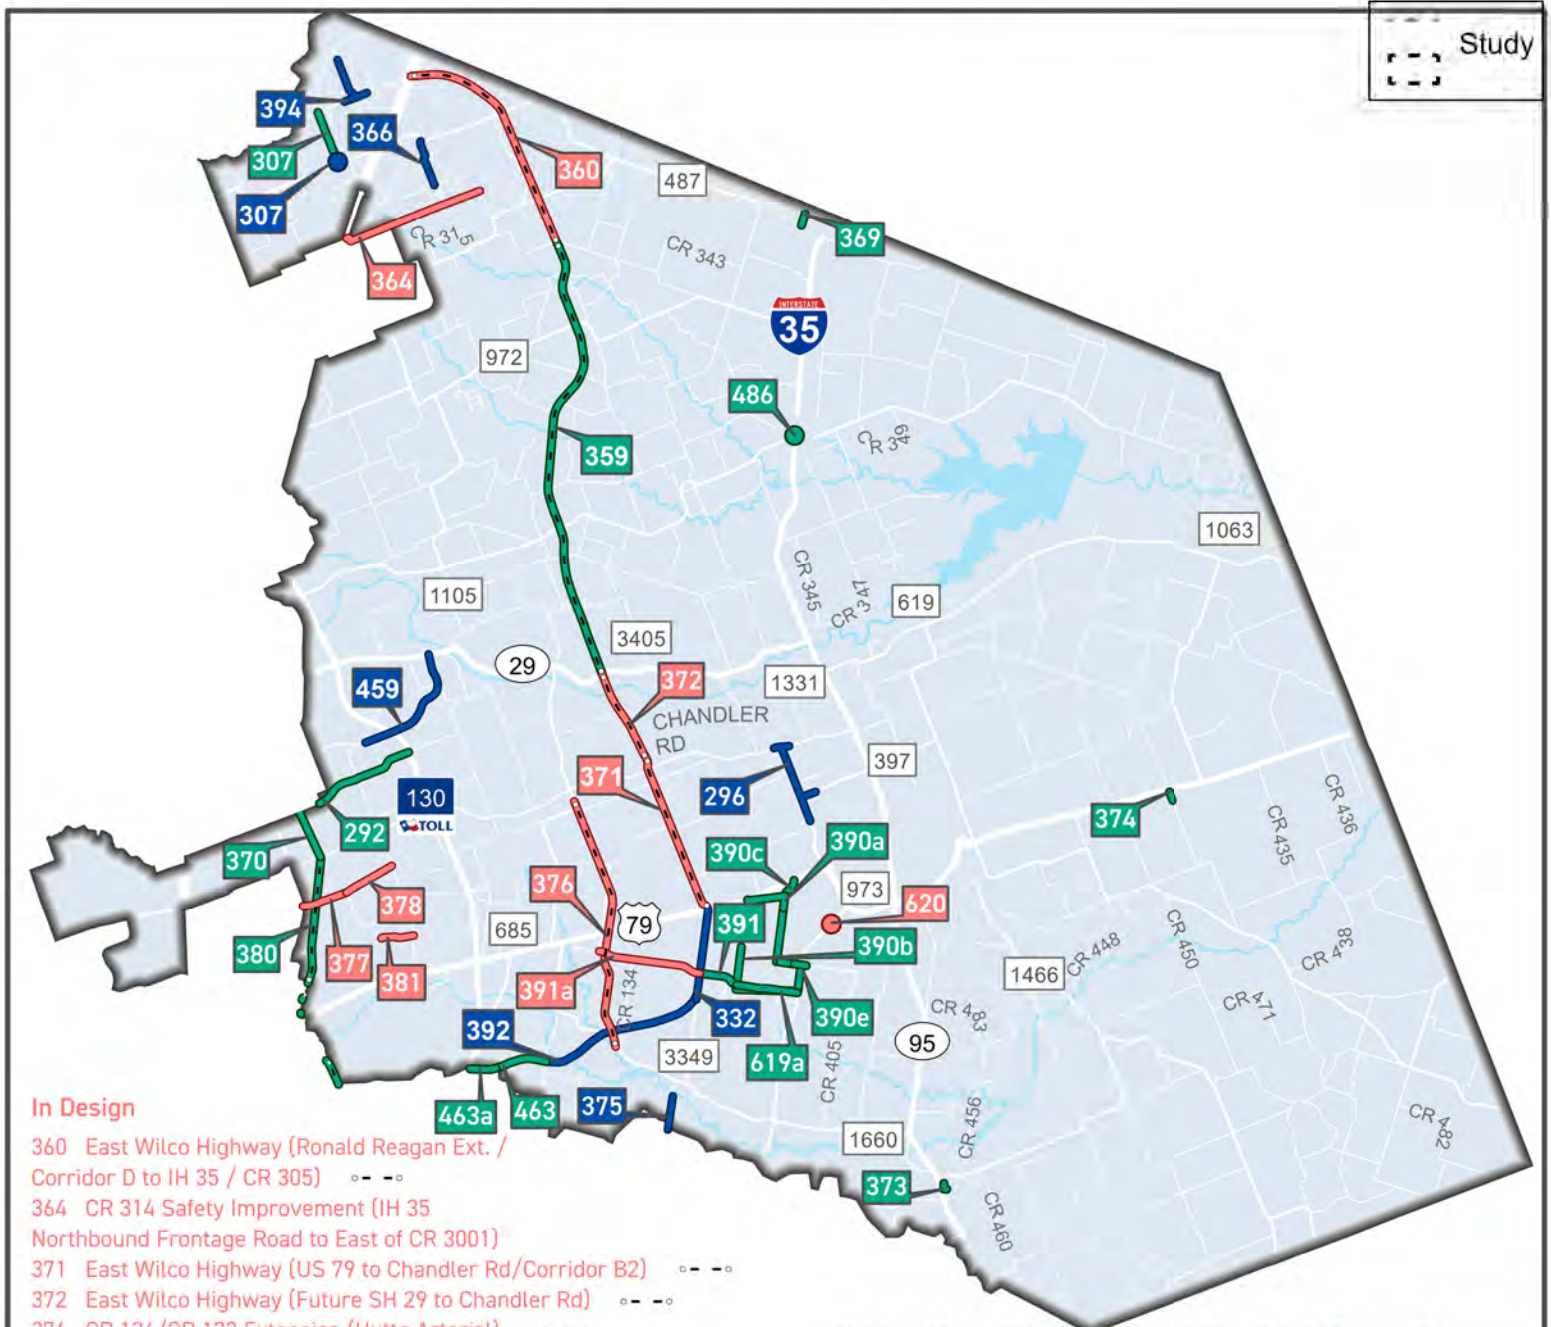 Study
394
366
307
307
360
487
369
CR 315
CR 343
364
INTERSTATE
35
972
486
CR 349
359
1063
CR 345
CR 347
1105
619
3405
29
372
1331
459
CHANDLER
RD
397
371
296
130
TOLL
CR 436
374
CR 435
292
390c
390a
370
376
973
378
620
79
391
685
390b
380
377
CR 448
CR 450
CR 438
381
391a
CR 134
1466
CR 471
332
390e
CR 483
392
95
3349
619a
CR 405
463a
463
375
CR 456
CR 482
1660
373
CR 460
In Design
360 East Wilco Highway (Ronald Reagan Ext. /
Corridor D to IH 35 / CR 305)
364 CR 314 Safety Improvement (IH 35
Northbound Frontage Road to East of CR 3001)
371 East Wilco Highway (US 79 to Chandler Rd/Corridor B2)
372 East Wilco Highway (Future SH 29 to Chandler Rd)